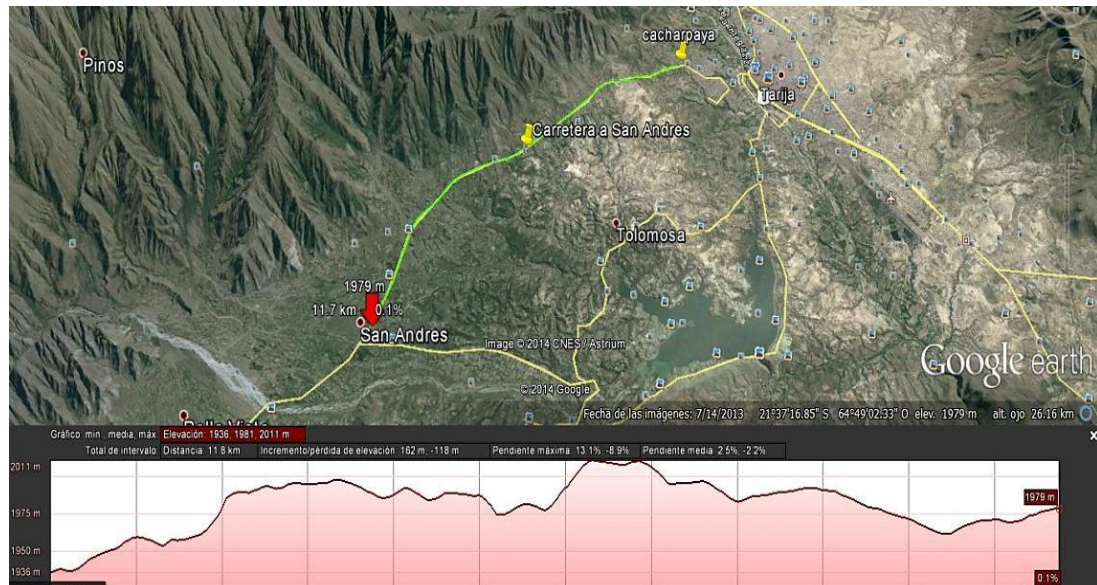 cacharpaya
Pinos
Tarija
Carretera a San Andres
Tolomosa
1979 m
11.7 km 0.1%
San Andres
Image © 2014 CNES / Astrium
Google earth
© 2014 Google
Fecha de las imágenes: 7/14/2013 21°37'16.85" S 64°49'02.33" O elev. 1979 m alt. ojo 26.16 km
Gráfico: min., media, máx. Elevación: 1936, 1981, 2011 m
Total de intervalo: Distancia: 11.8 km Incremento/pérdida de elevación: 162 m, -118 m Pendiente máxima: 13.1%, -8.9% Pendiente media: 2.5%, -2.2%
2011 m
1979 m
1975 m
1950 m
1936 m
0.1%